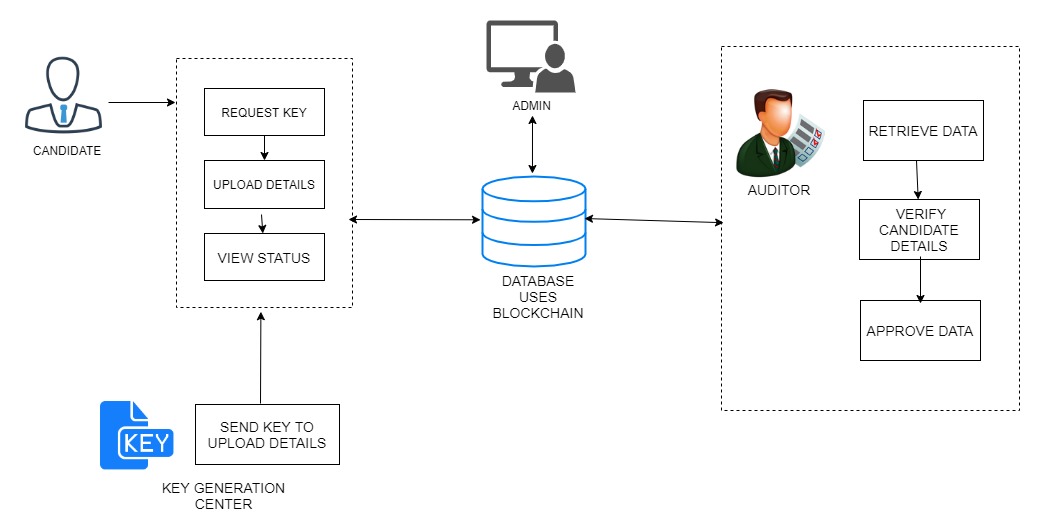 CANDIDATE
REQUEST KEY
UPLOAD DETAILS
VIEW STATUS
KEY
SEND KEY TO
UPLOAD DETAILS
KEY GENERATION
CENTER
ADMIN
DATABASE
USES
BLOCKCHAIN
AUDITOR
RETRIEVE DATA
VERIFY
CANDIDATE
DETAILS
APPROVE DATA